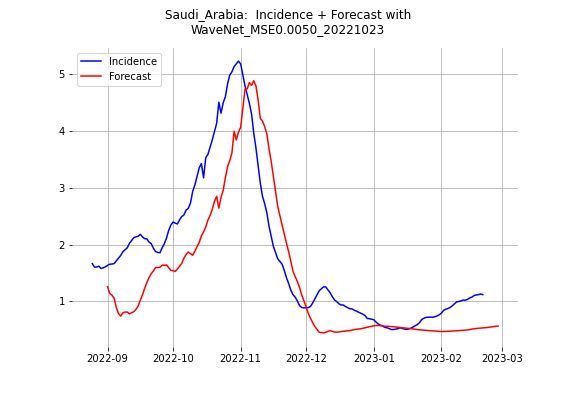 Saudi_Arabia:  Incidence + Forecast with
WaveNet_MSE0.0050_20221023
Incidence
Forecast
5
4
3
2
1
2022-09 2022-10 2022-11 2022-12 2023-01 2023-02 2023-03